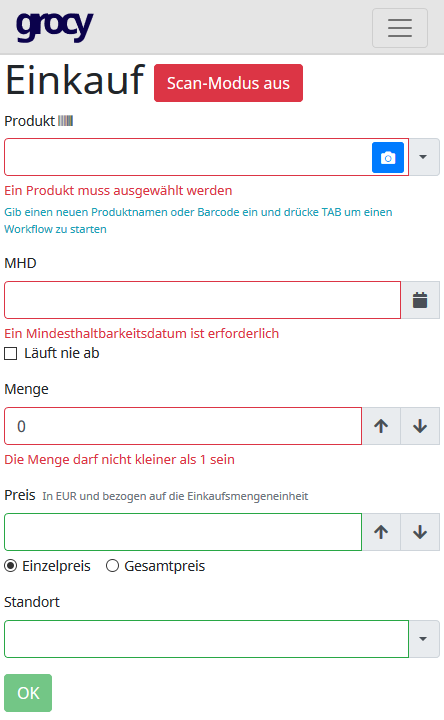 grocy
Einkauf Scan-Modus aus
Produkt
Ein Produkt muss ausgewählt werden
Gib einen neuen Produktnamen oder Barcode ein und drücke TAB um einen
Workflow zu starten
MHD
Ein Mindesthaltbarkeitsdatum ist erforderlich
Läuft nie ab
Menge
0
Die Menge darf nicht kleiner als 1 sein
Preis In EUR und bezogen auf die Einkaufsmengeneinheit
Einzelpreis Gesamtpreis
Standort
OK